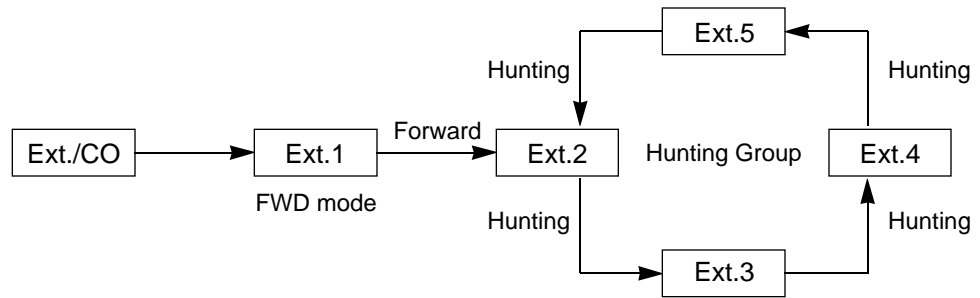 Ext.5
Hunting
Hunting
Forward
Ext./CO
Ext.1
Ext.2
Hunting Group
Ext.4
FWD mode
Hunting
Hunting
Ext.3